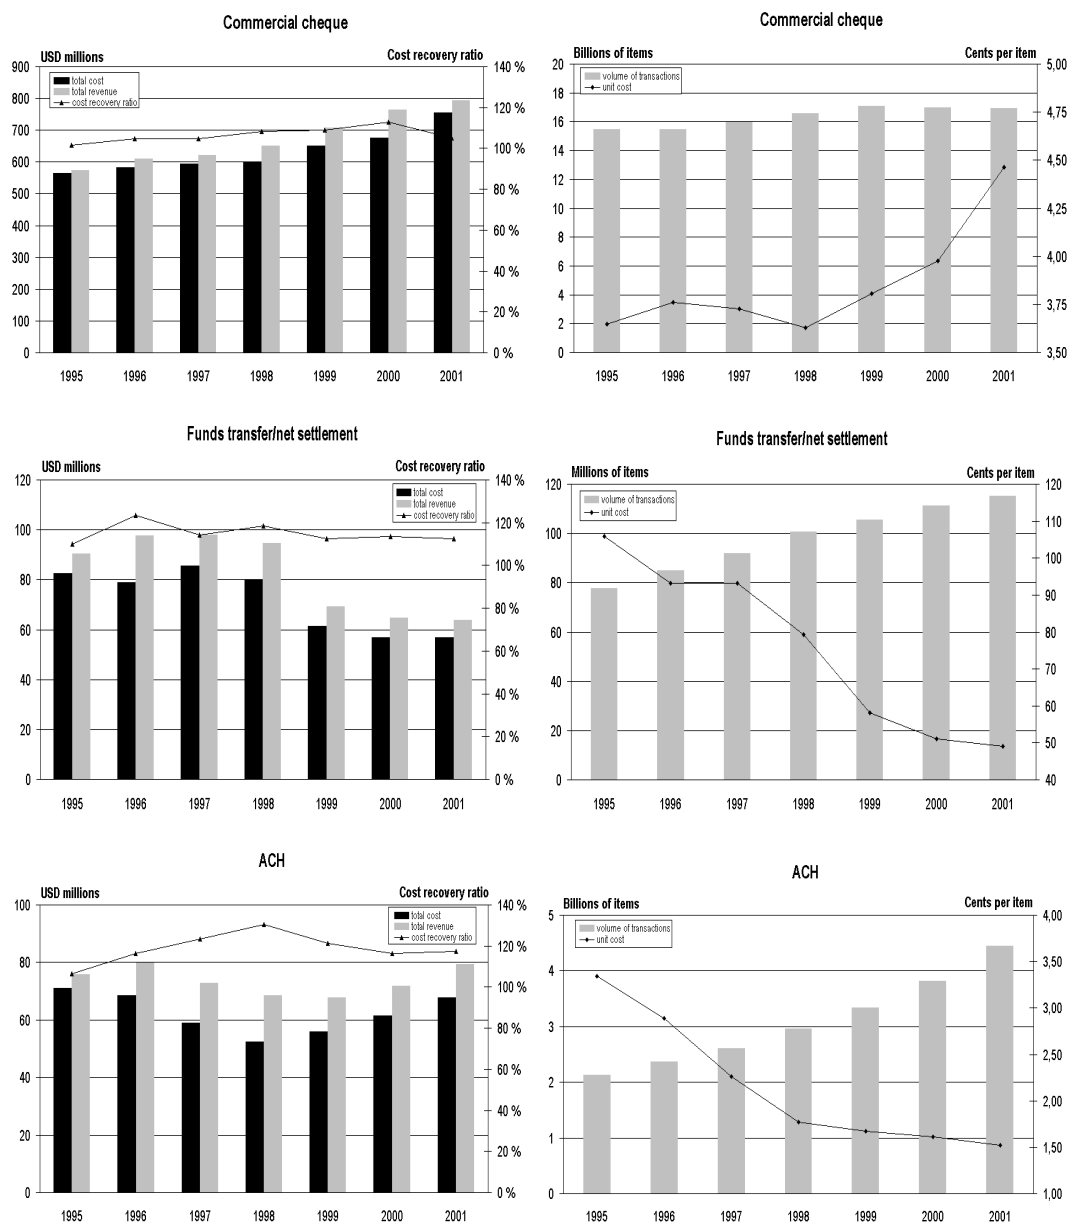 Commercial cheque
USD millions Cost recovery ratio
total cost
total revenue
cost recovery ratio
900 140 %
800 120 %
700 100 %
600 80 %
500 60 %
400 40 %
300 20 %
200 0 %
100
0
1995 1996 1997 1998 1999 2000 2001
Commercial cheque
Billions of items Cents per item
volume of transactions
unit cost
20 5,00
18 4,75
16 4,50
14 4,25
12 4,00
10 3,75
8 3,50
6
4
2
0
1995 1996 1997 1998 1999 2000 2001
Funds transfer/net settlement
USD millions Cost recovery ratio
total cost
total revenue
cost recovery ratio
120 140 %
100 120 %
80 100 %
60 80 %
40 60 %
20 40 %
0 20 %
0 %
1995 1996 1997 1998 1999 2000 2001
Funds transfer/net settlement
Millions of items Cents per item
volume of transactions
unit cost
120 120
100 110
80 100
60 90
40 80
20 70
0 60
50
40
1995 1996 1997 1998 1999 2000 2001
ACH
USD millions Cost recovery ratio
total cost
total revenue
cost recovery ratio
100 140 %
80 120 %
60 100 %
40 80 %
20 60 %
0 40 %
20 %
0 %
1995 1996 1997 1998 1999 2000 2001
ACH
Billions of items Cents per item
volume of transactions
unit cost
5 4,00
4 3,50
3 3,00
2 2,50
1 2,00
0 1,50
1,00
1995 1996 1997 1998 1999 2000 2001